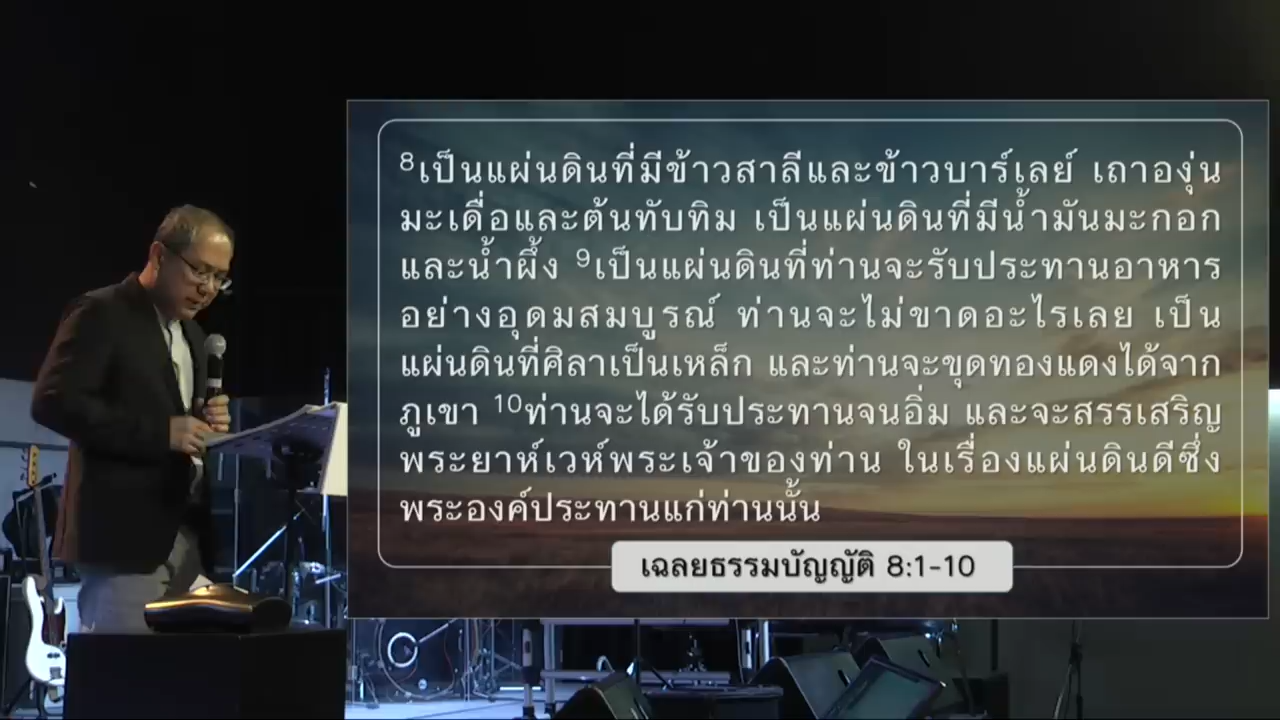 8เป็นแผ่นดินที่มีข้าวสาลีและข้าวบาร์เลย์ เถาองุ่น
มะเดื่อและต้นทับทิม เป็นแผ่นดินที่มีน้ำมันมะกอก
และน้ำผึ้ง 9เป็นแผ่นดินที่ท่านจะรับประทานอาหาร
อย่างอุดมสมบูรณ์ ท่านจะไม่ขาดอะไรเลย เป็น
แผ่นดินที่ศิลาเป็นเหล็ก และท่านจะขุดทองแดงได้จาก
ภูเขา 10ท่านจะได้รับประทานจนอิ่ม และจะสรรเสริญ
พระยาห์เวห์พระเจ้าของท่าน ในเรื่องแผ่นดินดีซึ่ง
พระองค์ประทานแก่ท่านนั้น
เฉลยธรรมบัญญัติ 8:1-10